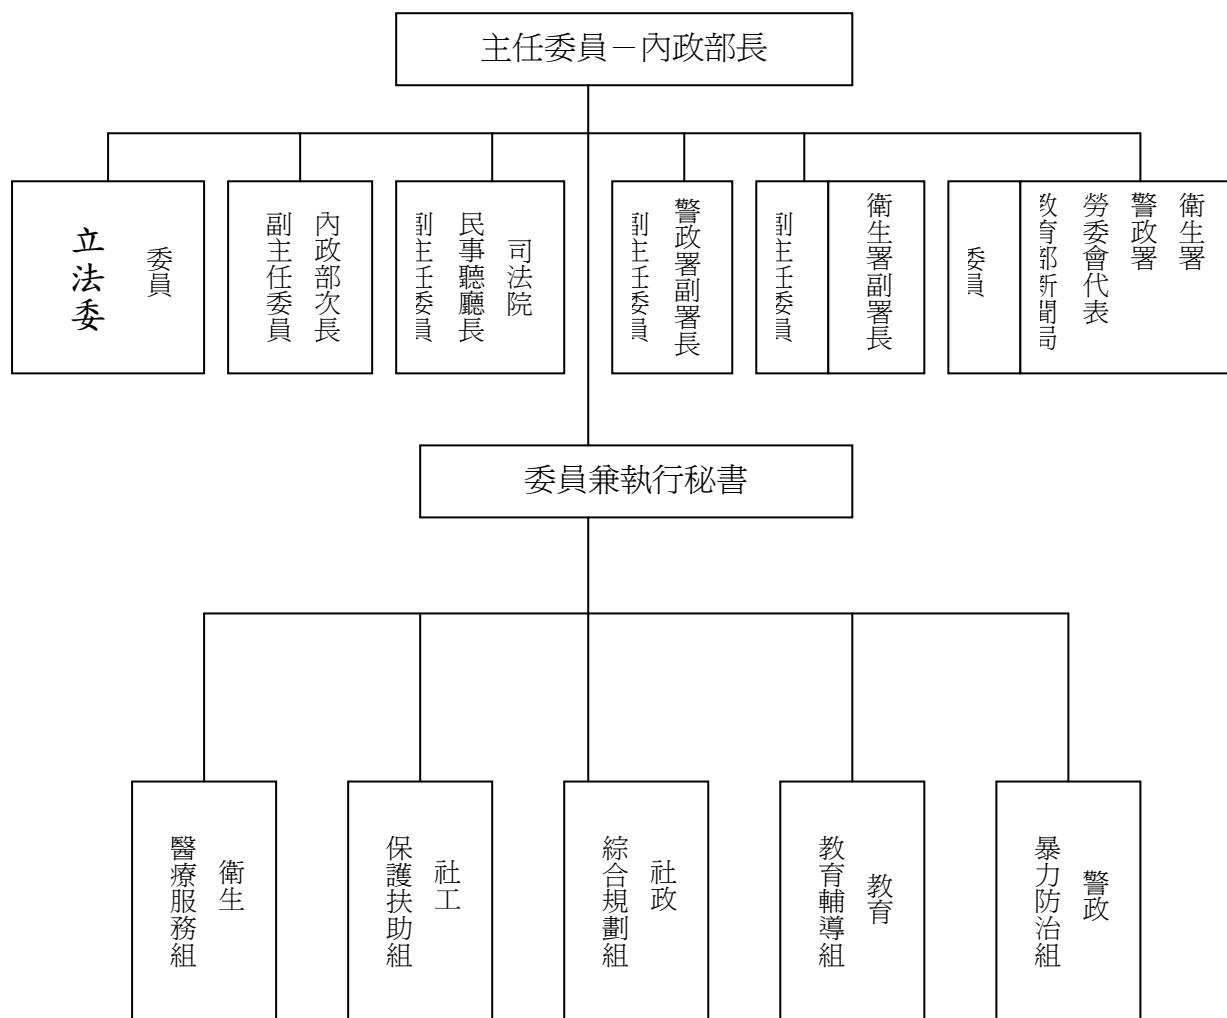 主任委員－內政部長
委員
立法委
內政部次長
副主任委員
司法院
民事聽廳長
副主任委員
警政署副署長
副主任委員
衛生署副署長
副主任委員
衛生署
警政署
勞委會代表
教育部新聞局
委員
委員兼執行秘書
衛生
醫療服務組
社工
保護扶助組
社政
綜合規劃組
教育
教育輔導組
警政
暴力防治組